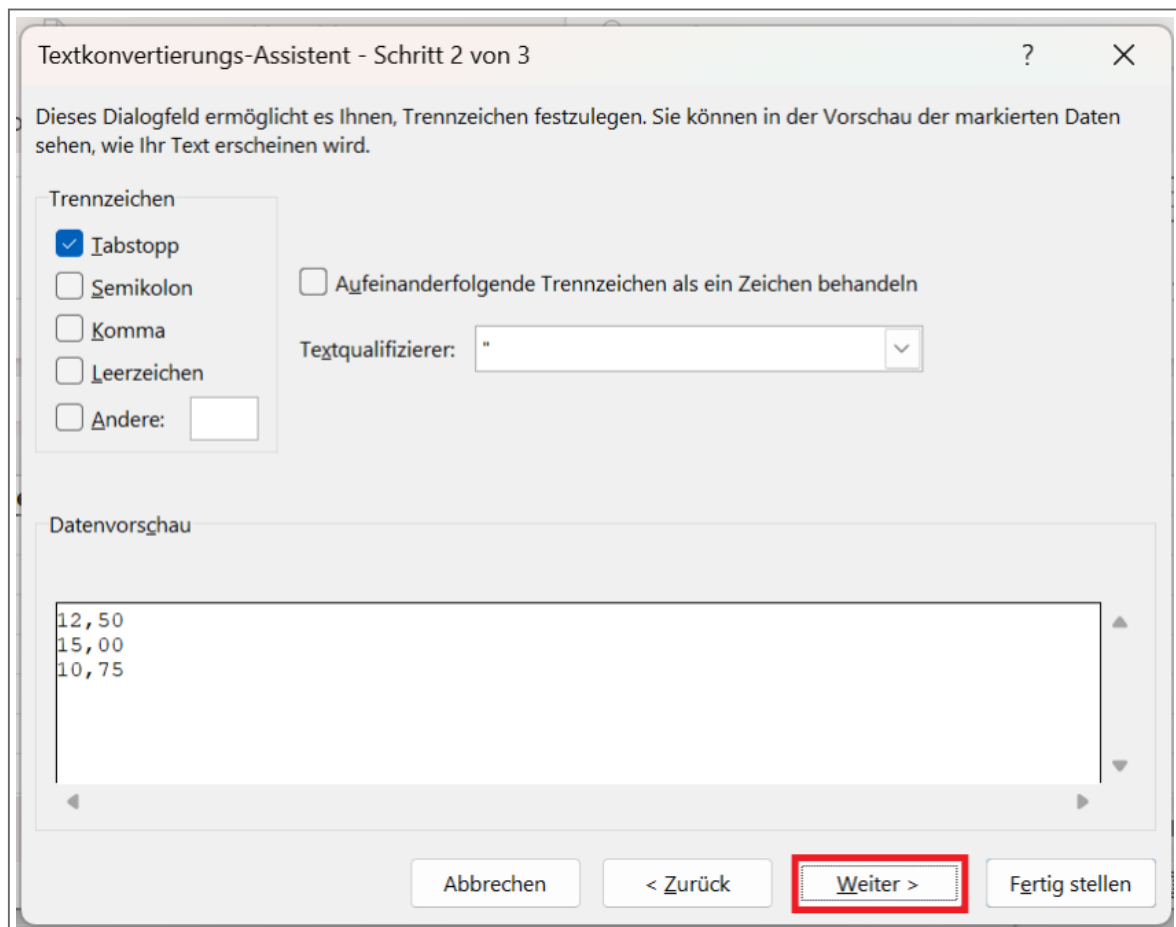 Textkonvertierungs-Assistent - Schritt 2 von 3
?
Dieses Dialogfeld ermöglicht es Ihnen, Trennzeichen festzulegen. Sie können in der Vorschau der markierten Daten
sehen, wie Ihr Text erscheinen wird.
Trennzeichen
Tabstopp
Semikolon
Komma
Leerzeichen
Andere:
Aufeinanderfolgende Trennzeichen als ein Zeichen behandeln
Textqualifizierer: "
Datenvorschau
12,50
15,00
10,75
Abbrechen
< Zurück
Weiter >
Fertig stellen